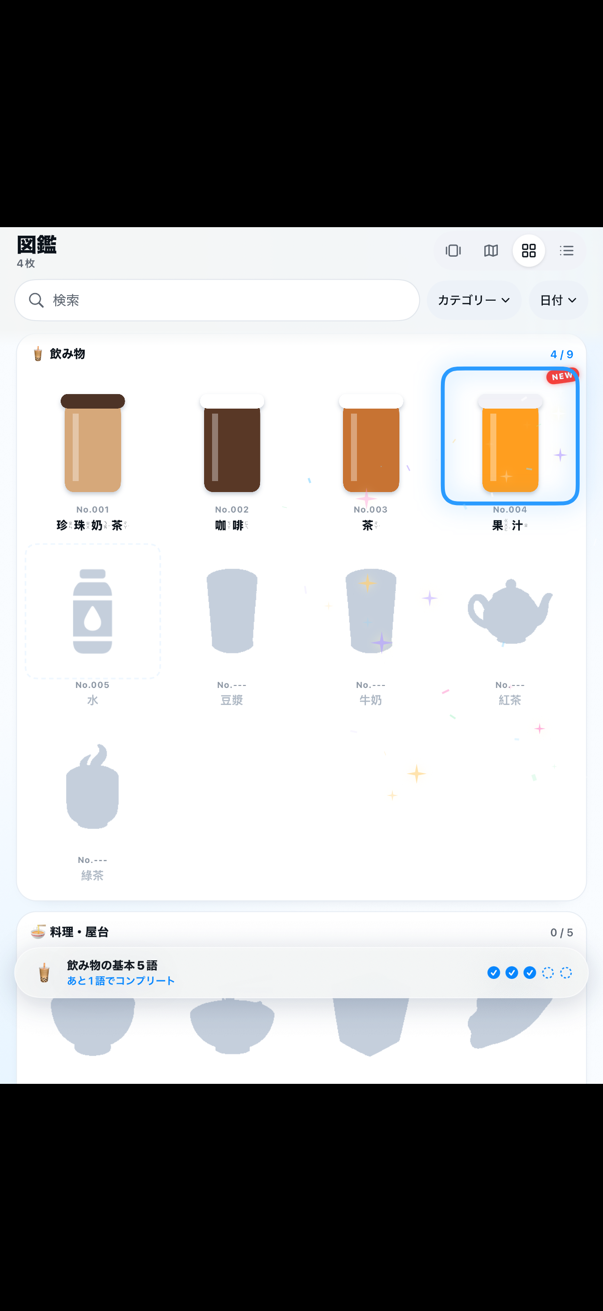 図鑑
4枚
検索
カテゴリー
日付
飲み物
4 / 9
NEW
No.001
珍珠奶茶
No.002
咖啡
No.003
茶
No.004
果汁
No.005
水
No.---
豆漿
No.---
牛奶
No.---
紅茶
No.---
綠茶
料理・屋台
0 / 5
飲み物の基本5語
あと1語でコンプリート